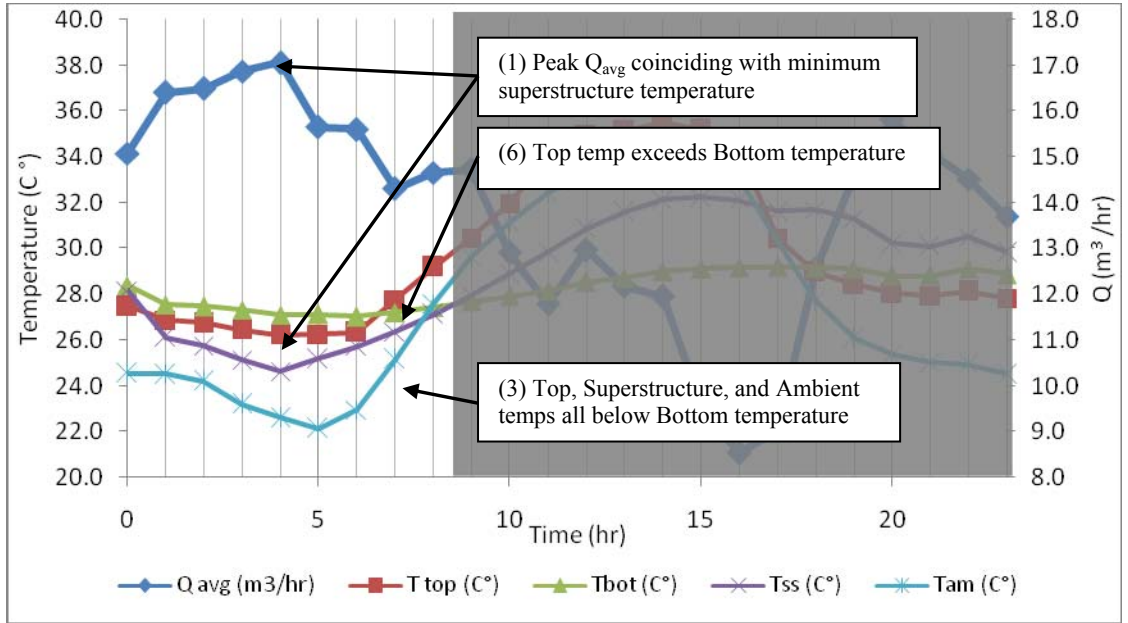 40.0
38.0
36.0
34.0
32.0
30.0
28.0
26.0
24.0
22.0
20.0
Temperature (C °)
(1) Peak Qavg coinciding with minimum
superstructure temperature
(6) Top temp exceeds Bottom temperature
(3) Top, Superstructure, and Ambient
temps all below Bottom temperature
18.0
17.0
16.0
15.0
14.0
13.0
12.0
11.0
10.0
9.0
8.0
Q (m³ /hr)
0 5 10 15 20
Time (hr)
Q avg (m3/hr) T top (C°) Tbot (C°) Tss (C°) Tam (C°)